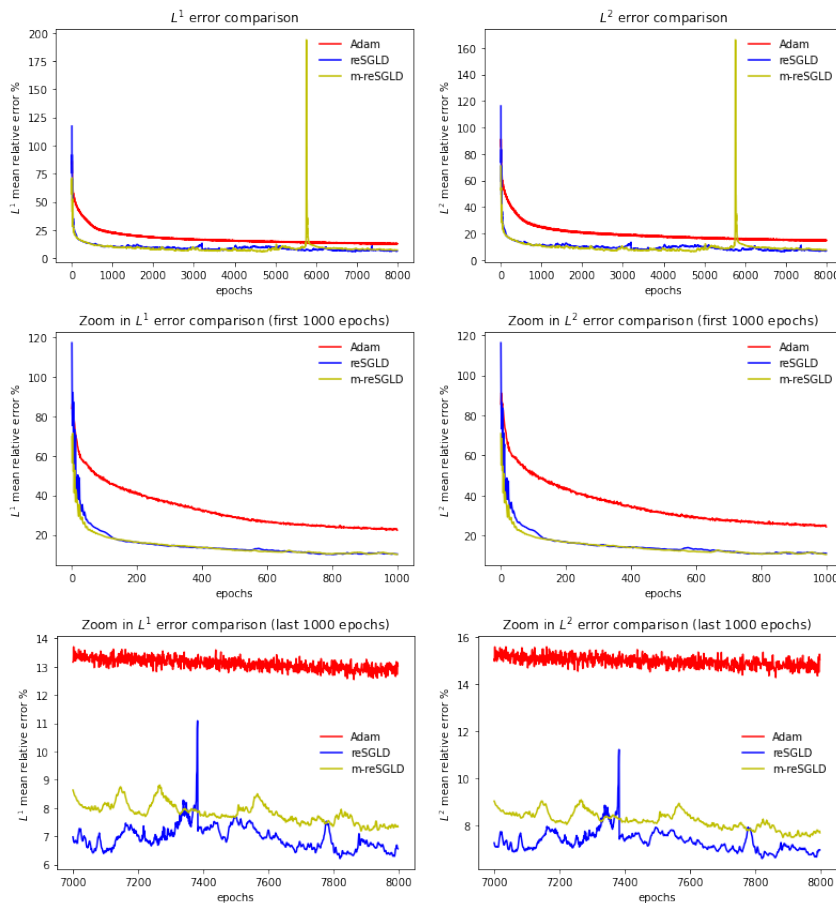 L¹ error comparison
L¹ mean relative error %
200
175
150
125
100
75
50
25
0
Adam
reSGLD
m-reSGLD
0 1000 2000 3000 4000 5000 6000 7000 8000
epochs
L² error comparison
L² mean relative error %
160
140
120
100
80
60
40
20
0
Adam
reSGLD
m-reSGLD
0 1000 2000 3000 4000 5000 6000 7000 8000
epochs
Zoom in L¹ error comparison (first 1000 epochs)
L¹ mean relative error %
120
100
80
60
40
20
Adam
reSGLD
m-reSGLD
0 200 400 600 800 1000
epochs
Zoom in L² error comparison (first 1000 epochs)
L² mean relative error %
120
100
80
60
40
20
Adam
reSGLD
m-reSGLD
0 200 400 600 800 1000
epochs
Zoom in L¹ error comparison (last 1000 epochs)
L¹ mean relative error %
14
13
12
11
10
9
8
7
6
Adam
reSGLD
m-reSGLD
7000 7200 7400 7600 7800 8000
epochs
Zoom in L² error comparison (last 1000 epochs)
L² mean relative error %
16
14
12
10
8
Adam
reSGLD
m-reSGLD
7000 7200 7400 7600 7800 8000
epochs